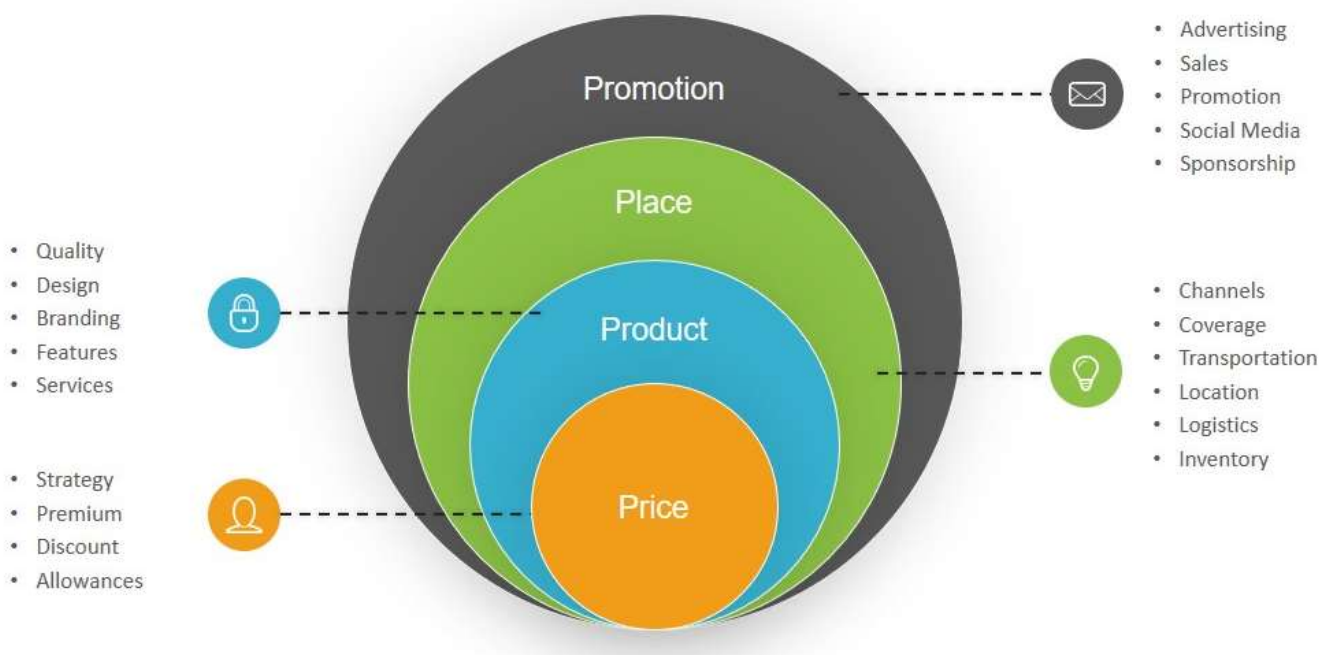 Promotion
Place
Product
Price
Advertising
Sales
Promotion
Social Media
Sponsorship
Quality
Design
Branding
Features
Services
Channels
Coverage
Transportation
Location
Logistics
Inventory
Strategy
Premium
Discount
Allowances